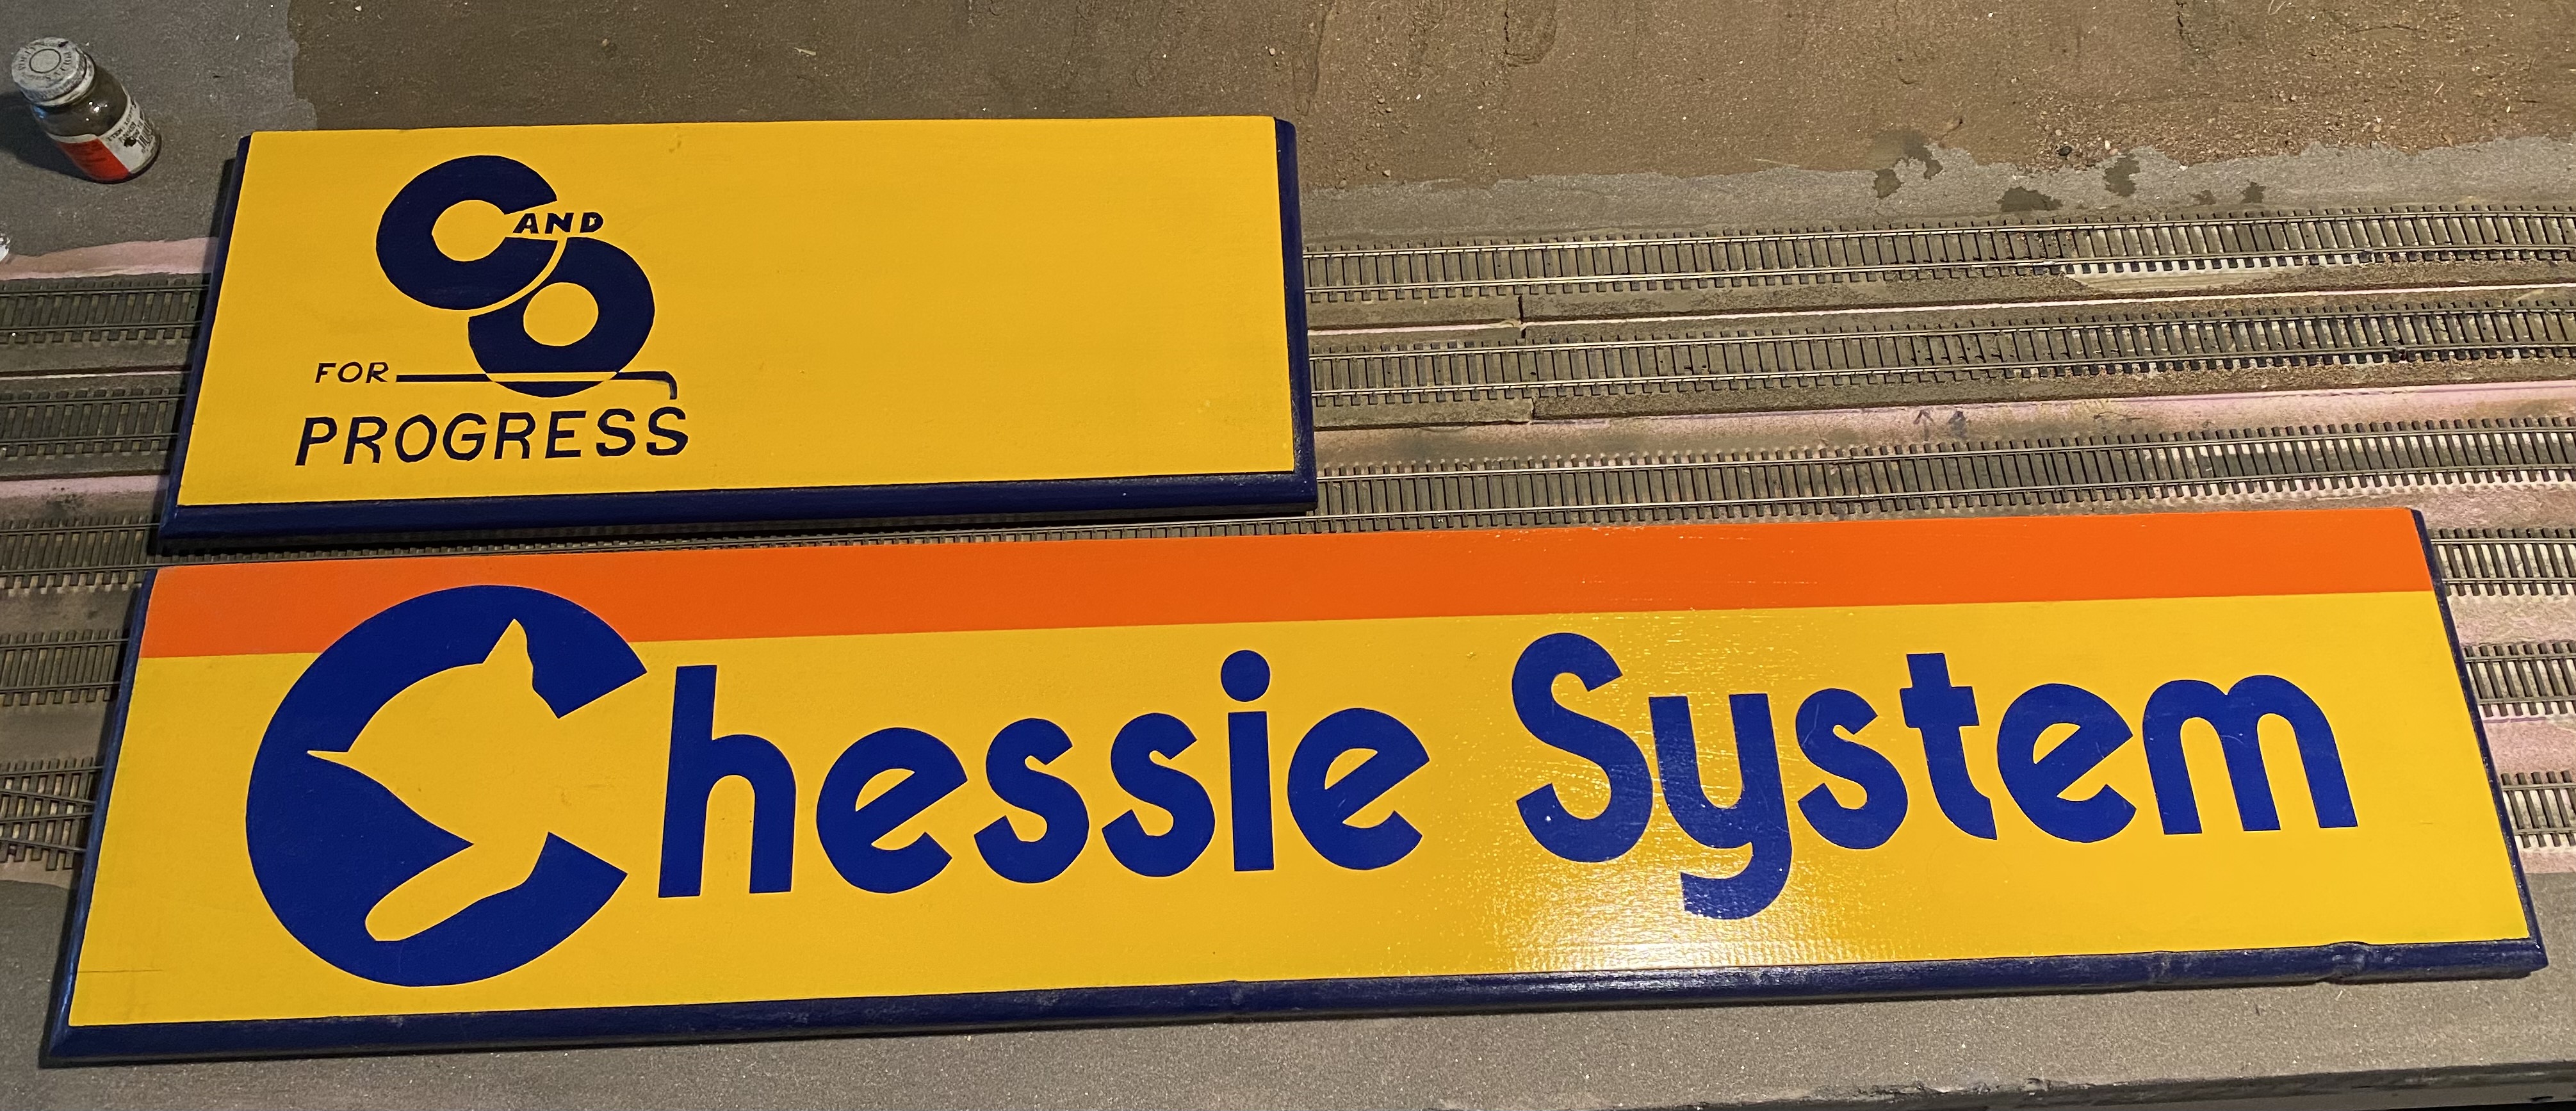 C AND O
FOR
PROGRESS
Chessie System